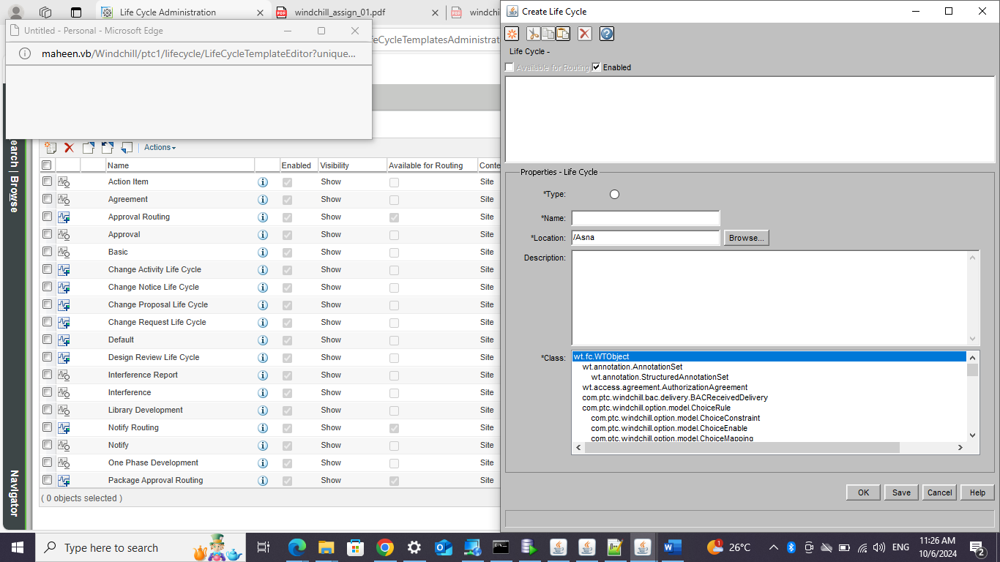 Life Cycle Administration
windchill_assign_01.pdf
windchi
Untitled - Personal - Microsoft Edge
maheen.vb/Windchill/ptc1/lifecycle/LifeCycleTemplateEditor?unique...
feCycleTemplatesAdministrat
earch | Browse
Navigator
Actions
Name Enabled Visibility Available for Routing Conte
Action Item Show Site
Agreement Show Site
Approval Routing Show Site
Approval Show Site
Basic Show Site
Change Activity Life Cycle Show Site
Change Notice Life Cycle Show Site
Change Proposal Life Cycle Show Site
Change Request Life Cycle Show Site
Default Show Site
Design Review Life Cycle Show Site
Interference Report Show Site
Interference Show Site
Library Development Show Site
Notify Routing Show Site
Notify Show Site
One Phase Development Show Site
Package Approval Routing Show Site
( 0 objects selected )
Create Life Cycle
Life Cycle -
Available for Routing Enabled
Properties - Life Cycle
*Type:
*Name:
*Location: /Asna Browse...
Description:
*Class: wt.fc.WTObject
wt.annotation.AnnotationSet
wt.annotation.StructuredAnnotationSet
wt.access.agreement.AuthorizationAgreement
com.ptc.windchill.bac.delivery.BACReceivedDelivery
com.ptc.windchill.option.model.ChoiceRule
com.ptc.windchill.option.model.ChoiceConstraint
com.ptc.windchill.option.model.ChoiceEnable
com.ptc.windchill.option.model.ChoiceMapping
OK Save Cancel Help
Type here to search
26°C
ENG
11:26 AM
10/6/2024
2